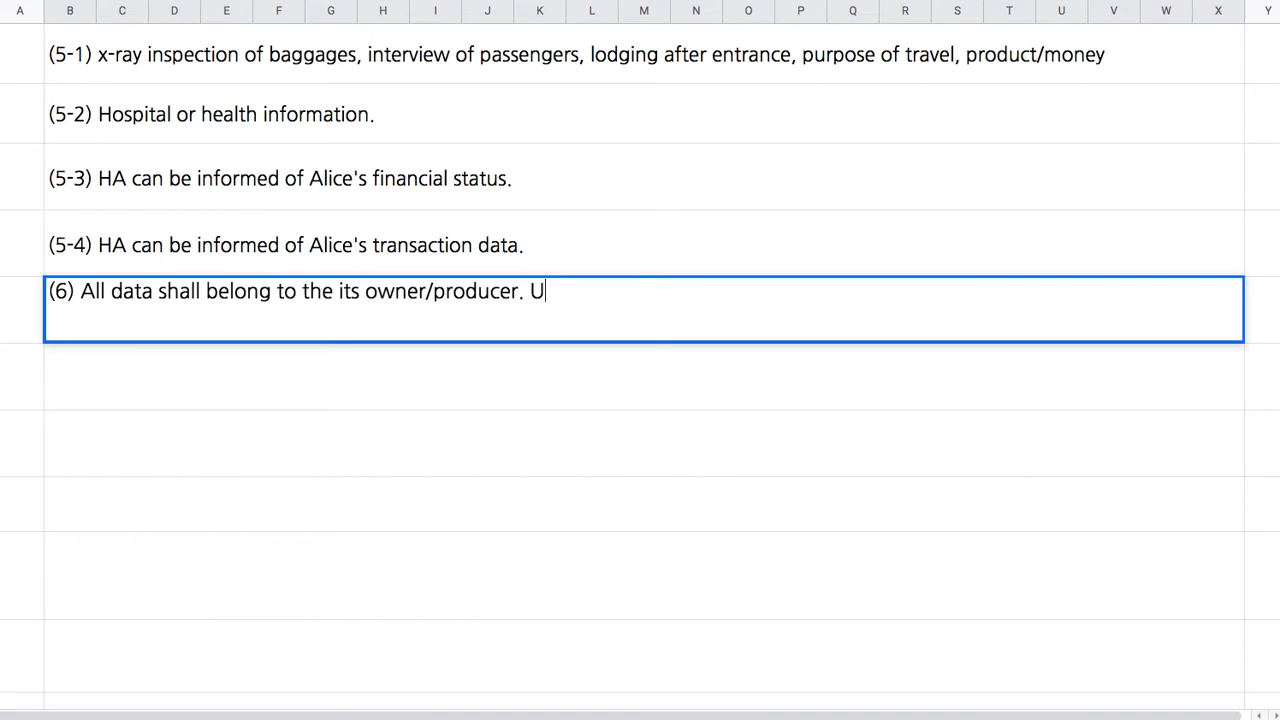 A B C D E F G H I J K L M N O P Q R S T U V W X Y
(5-1) x-ray inspection of baggages, interview of passengers, lodging after entrance, purpose of travel, product/money
(5-2) Hospital or health information.
(5-3) HA can be informed of Alice's financial status.
(5-4) HA can be informed of Alice's transaction data.
(6) All data shall belong to the its owner/producer. U